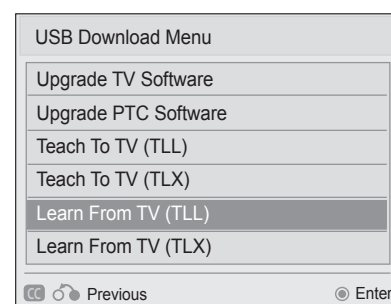 USB Download Menu
Upgrade TV Software
Upgrade PTC Software
Teach To TV (TLL)
Teach To TV (TLX)
Learn From TV (TLL)
Learn From TV (TLX)
CC Previous Enter